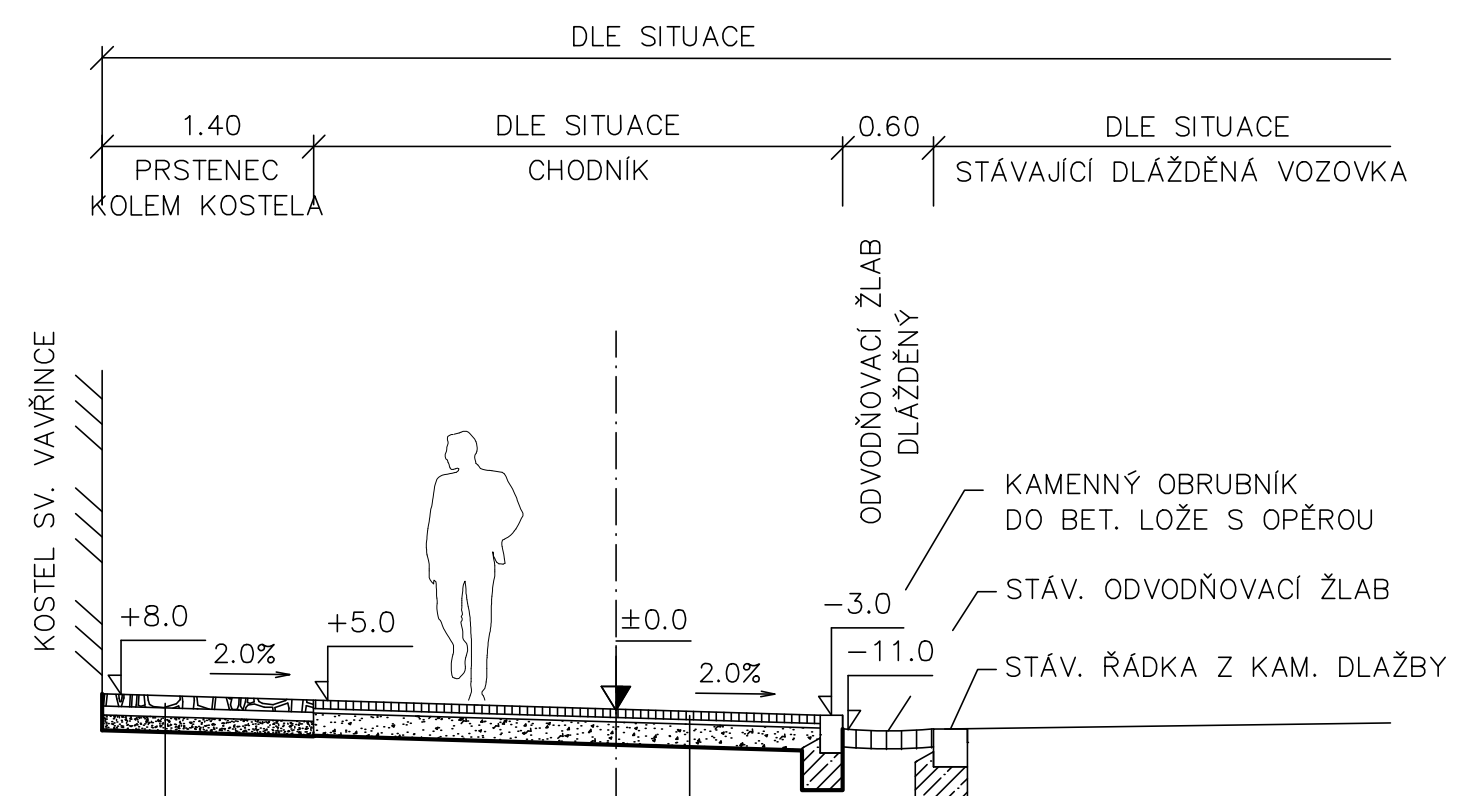 DLE SITUACE
1.40
DLE SITUACE
0.60
DLE SITUACE
PRSTENEC
KOLEM KOSTELA
CHODNÍK
STÁVAJÍCÍ DLÁŽDĚNÁ VOZOVKA
ODVODŇOVACÍ ŽLAB
DLÁŽDĚNÝ
KOSTEL SV. VAVŘINCE
KAMENNÝ OBRUBNÍK
DO BET. LOŽE S OPĚROU
STÁV. ODVODŇOVACÍ ŽLAB
STÁV. ŘÁDKA Z KAM. DLAŽBY
+8.0
2.0%
+5.0
±0.0
2.0%
-3.0
-11.0